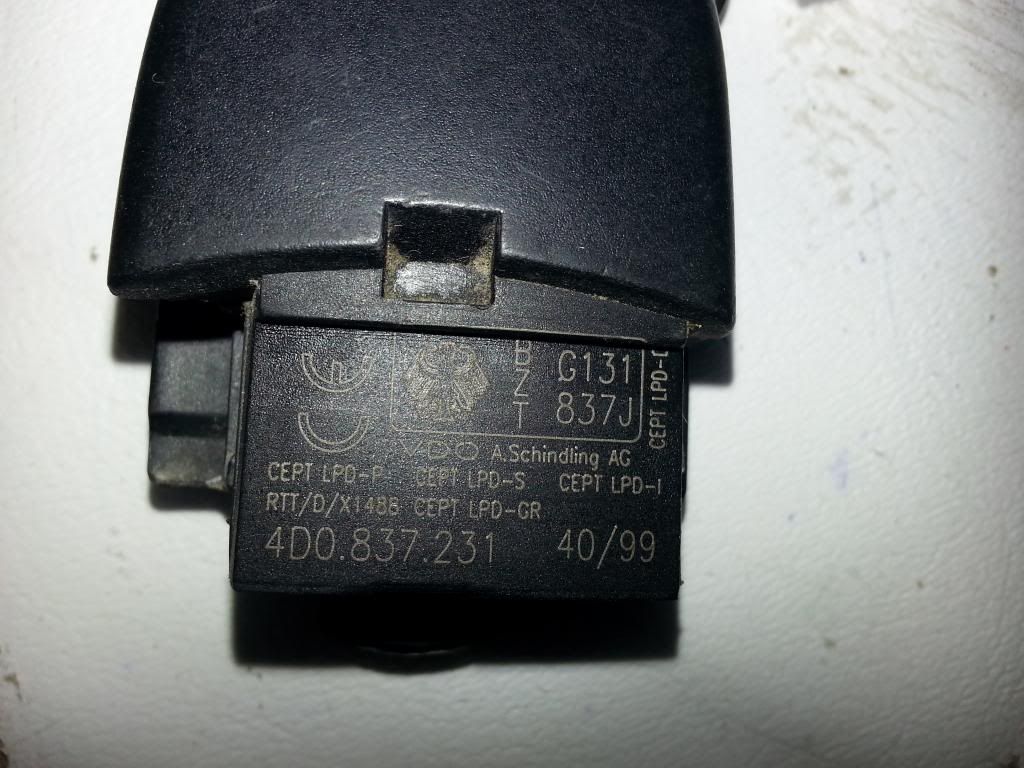 n
BZT G131
837J
CEPT LPD-D
VDO A.Schindling AG
CEPT LPD-F CEPT LPD-S CEPT LPD-I
RTT/D/X1488 CEPT LPD-GR
4D0.837.231 40/99